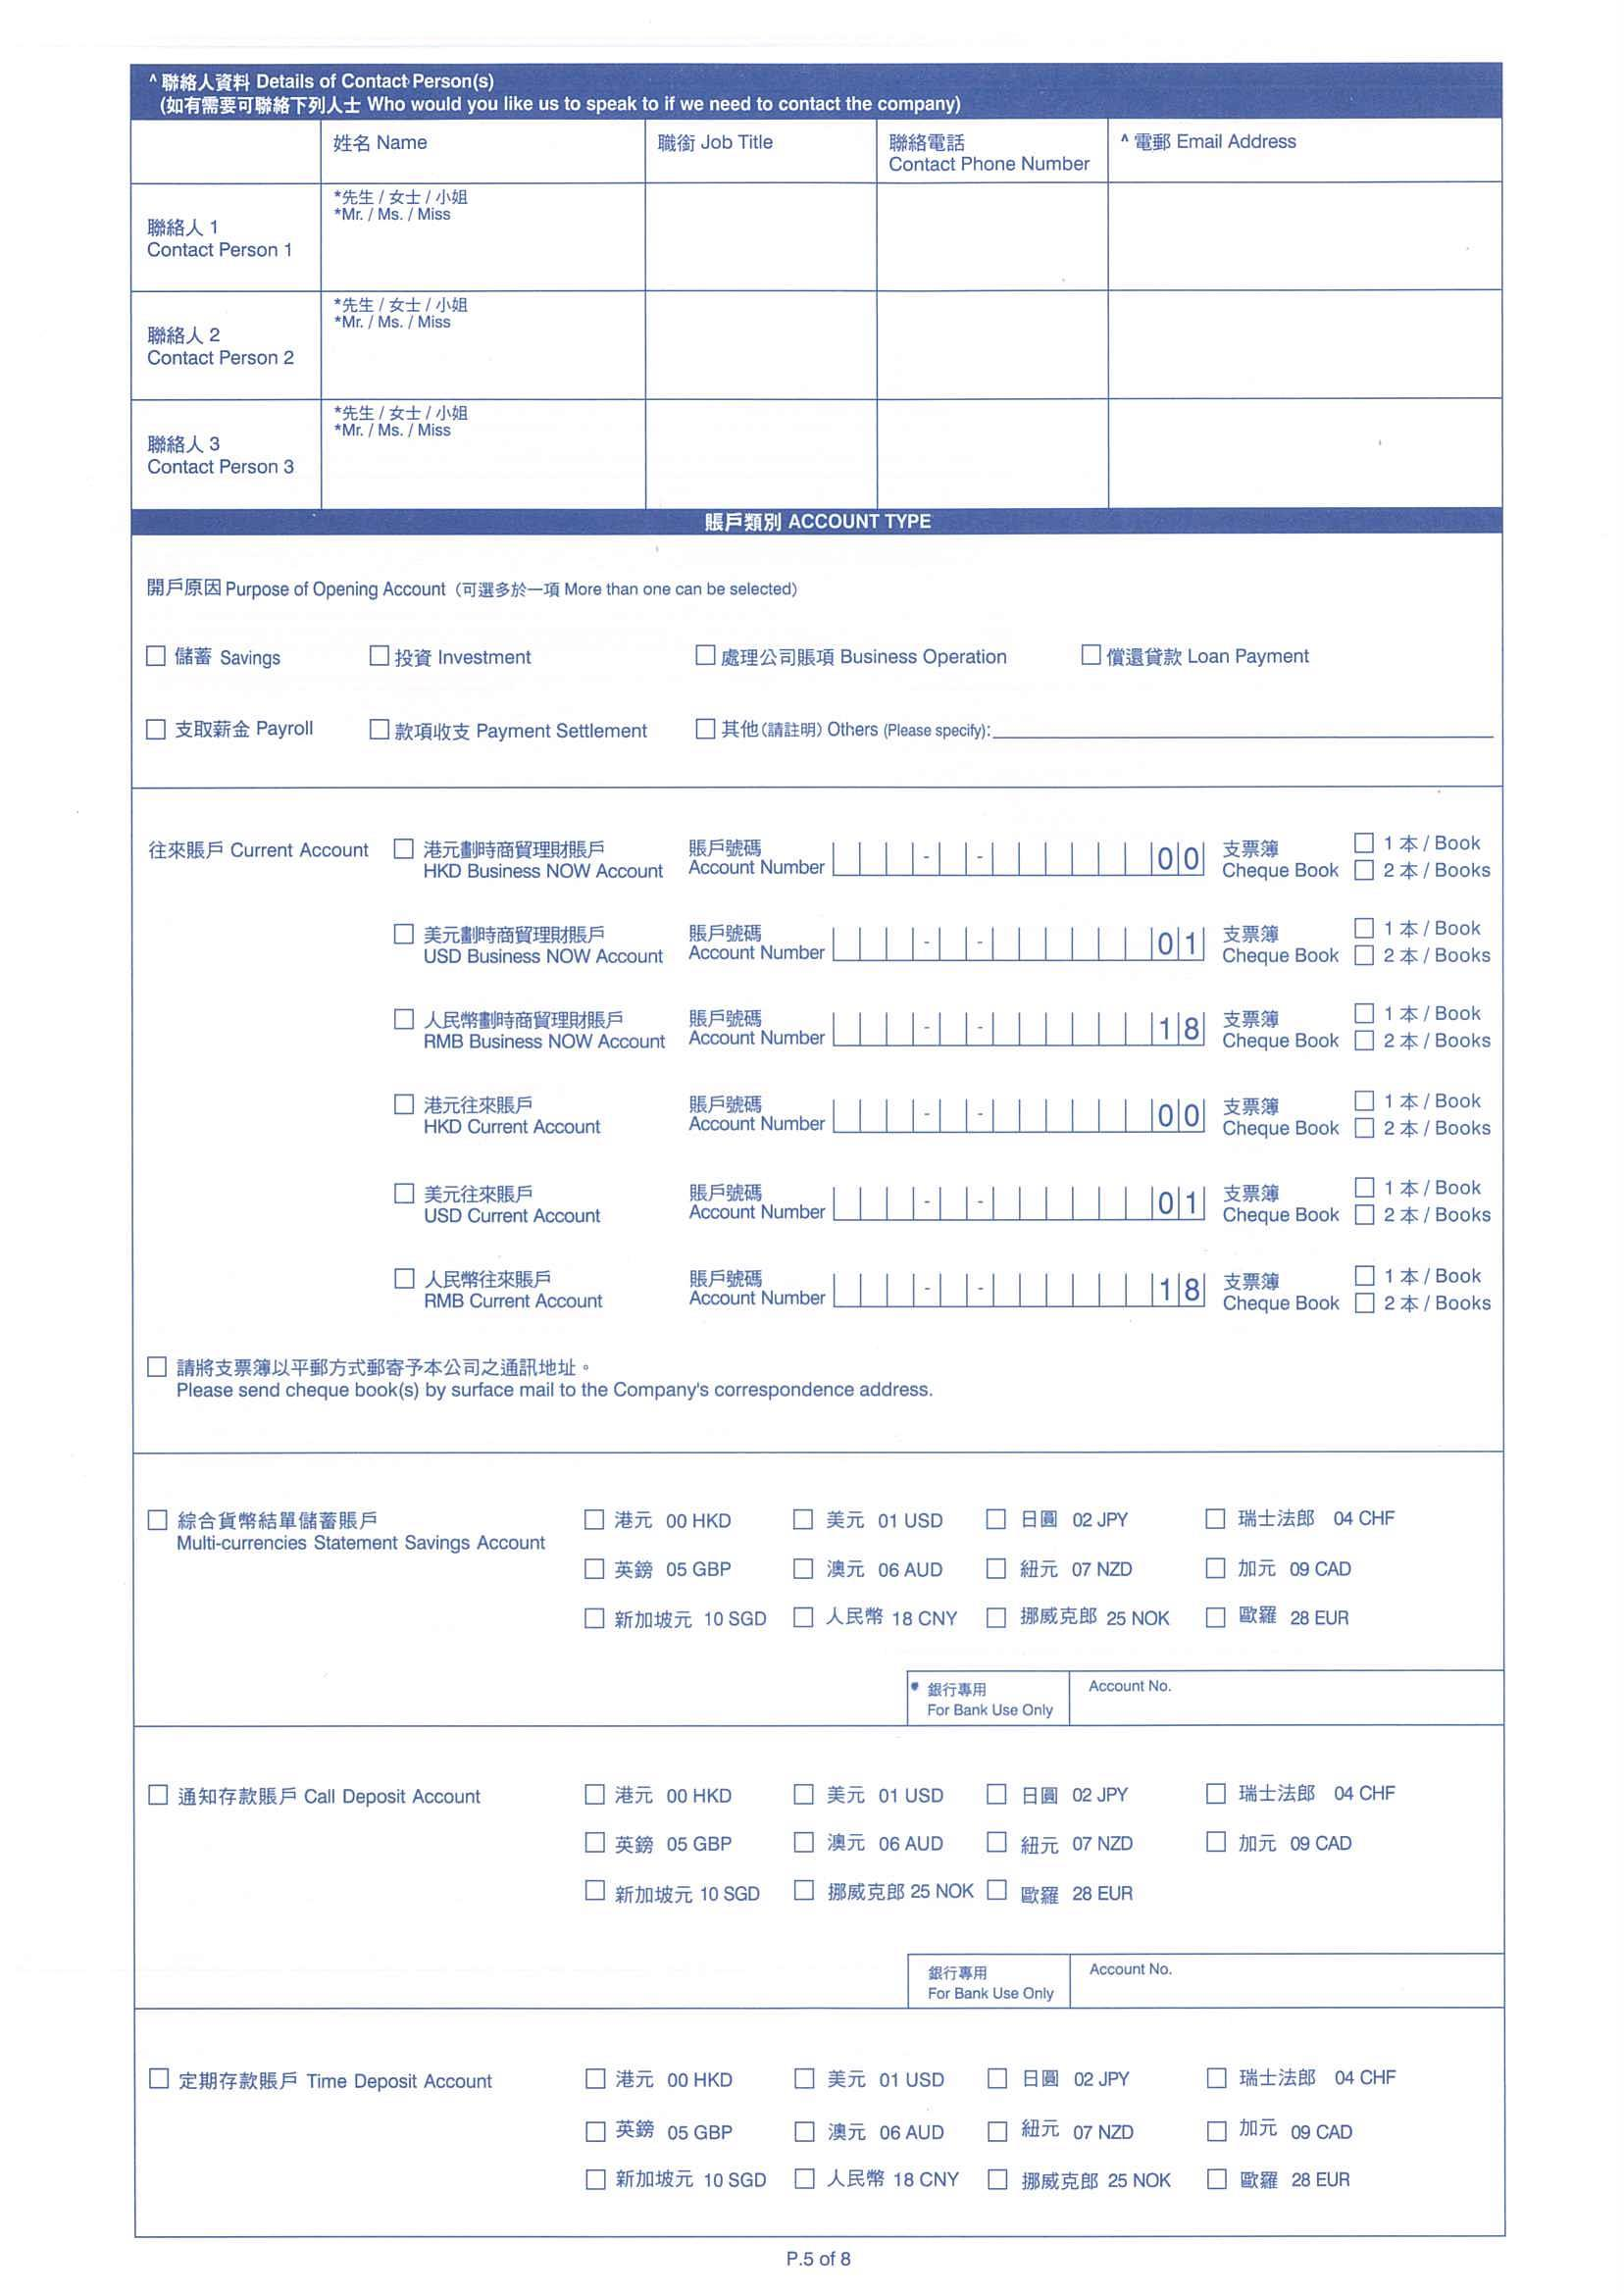 ^ 聯絡人資料 Details of Contact Person(s)
(如有需要可聯絡下列人士 Who would you like us to speak to if we need to contact the company)
姓名 Name
職銜 Job Title
聯絡電話
Contact Phone Number
^ 電郵 Email Address
聯絡人 1
Contact Person 1
*先生 / 女士 / 小姐
*Mr. / Ms. / Miss
聯絡人 2
Contact Person 2
*先生 / 女士 / 小姐
*Mr. / Ms. / Miss
聯絡人 3
Contact Person 3
*先生 / 女士 / 小姐
*Mr. / Ms. / Miss
賬戶類別 ACCOUNT TYPE
開戶原因 Purpose of Opening Account (可選多於一項 More than one can be selected)
儲蓄 Savings 投資 Investment 處理公司賬項 Business Operation 償還貸款 Loan Payment
支取薪金 Payroll 款項收支 Payment Settlement 其他 (請註明) Others (Please specify):
往來賬戶 Current Account
港元劃時商貿理財賬戶
HKD Business NOW Account
賬戶號碼
Account Number
- - 00
支票簿
Cheque Book
1 本 / Book
2 本 / Books
美元劃時商貿理財賬戶
USD Business NOW Account
賬戶號碼
Account Number
- - 01
支票簿
Cheque Book
1 本 / Book
2 本 / Books
人民幣劃時商貿理財賬戶
RMB Business NOW Account
賬戶號碼
Account Number
- - 18
支票簿
Cheque Book
1 本 / Book
2 本 / Books
港元往來賬戶
HKD Current Account
賬戶號碼
Account Number
- - 00
支票簿
Cheque Book
1 本 / Book
2 本 / Books
美元往來賬戶
USD Current Account
賬戶號碼
Account Number
- - 01
支票簿
Cheque Book
1 本 / Book
2 本 / Books
人民幣往來賬戶
RMB Current Account
賬戶號碼
Account Number
- - 18
支票簿
Cheque Book
1 本 / Book
2 本 / Books
請將支票簿以平郵方式郵寄予本公司之通訊地址。
Please send cheque book(s) by surface mail to the Company's correspondence address.
綜合貨幣結單儲蓄賬戶
Multi-currencies Statement Savings Account
港元 00 HKD 美元 01 USD 日圓 02 JPY 瑞士法郎 04 CHF
英鎊 05 GBP 澳元 06 AUD 紐元 07 NZD 加元 09 CAD
新加坡元 10 SGD 人民幣 18 CNY 挪威克郎 25 NOK 歐羅 28 EUR
銀行專用
For Bank Use Only
Account No.
通知存款賬戶 Call Deposit Account
港元 00 HKD 美元 01 USD 日圓 02 JPY 瑞士法郎 04 CHF
英鎊 05 GBP 澳元 06 AUD 紐元 07 NZD 加元 09 CAD
新加坡元 10 SGD 挪威克郎 25 NOK 歐羅 28 EUR
銀行專用
For Bank Use Only
Account No.
定期存款賬戶 Time Deposit Account
港元 00 HKD 美元 01 USD 日圓 02 JPY 瑞士法郎 04 CHF
英鎊 05 GBP 澳元 06 AUD 紐元 07 NZD 加元 09 CAD
新加坡元 10 SGD 人民幣 18 CNY 挪威克郎 25 NOK 歐羅 28 EUR
P.5 of 8